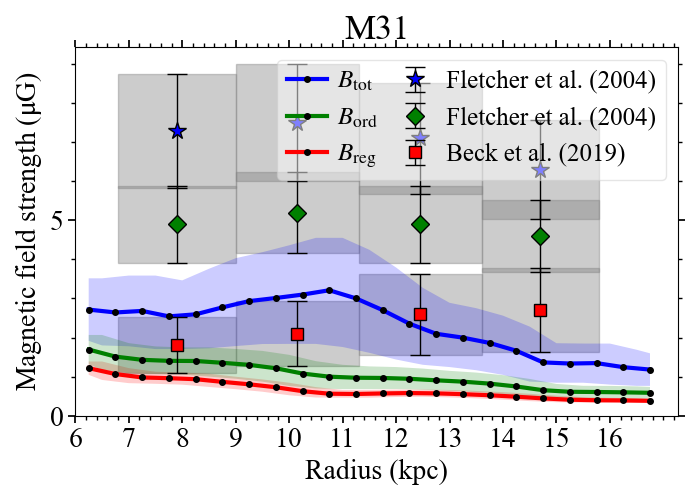 M31
Magnetic field strength (μG)
5
0
B_tot
B_ord
B_reg
Fletcher et al. (2004)
Fletcher et al. (2004)
Beck et al. (2019)
6 7 8 9 10 11 12 13 14 15 16
Radius (kpc)